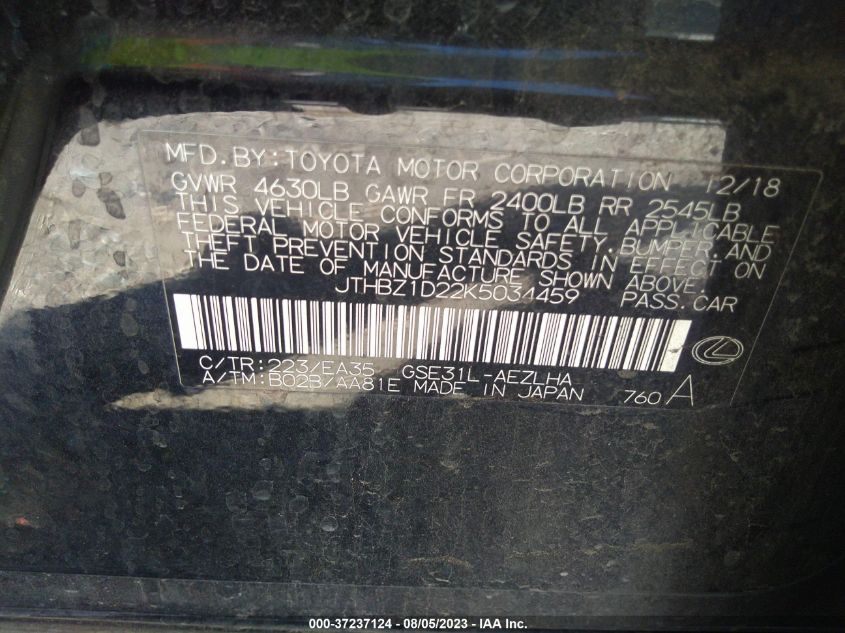 MFD.BY:TOYOTA MOTOR CORPORATION 12/18
GVWR 4630LB GAWR FR 2400LB RR 2545LB
THIS VEHICLE CONFORMS TO ALL APPLICABLE
FEDERAL MOTOR VEHICLE SAFETY,BUMPER,AND
THEFT PREVENTION STANDARDS IN EFFECT ON
THE DATE OF MANUFACTURE SHOWN ABOVE.
JTHBZ1D22K5034459 PASS.CAR
C/TR:223/EA35 GSE31L-AEZLHA
A/TM:B02B/AA81E MADE IN JAPAN 760 A
000-37237124 - 08/05/2023 - IAA Inc.